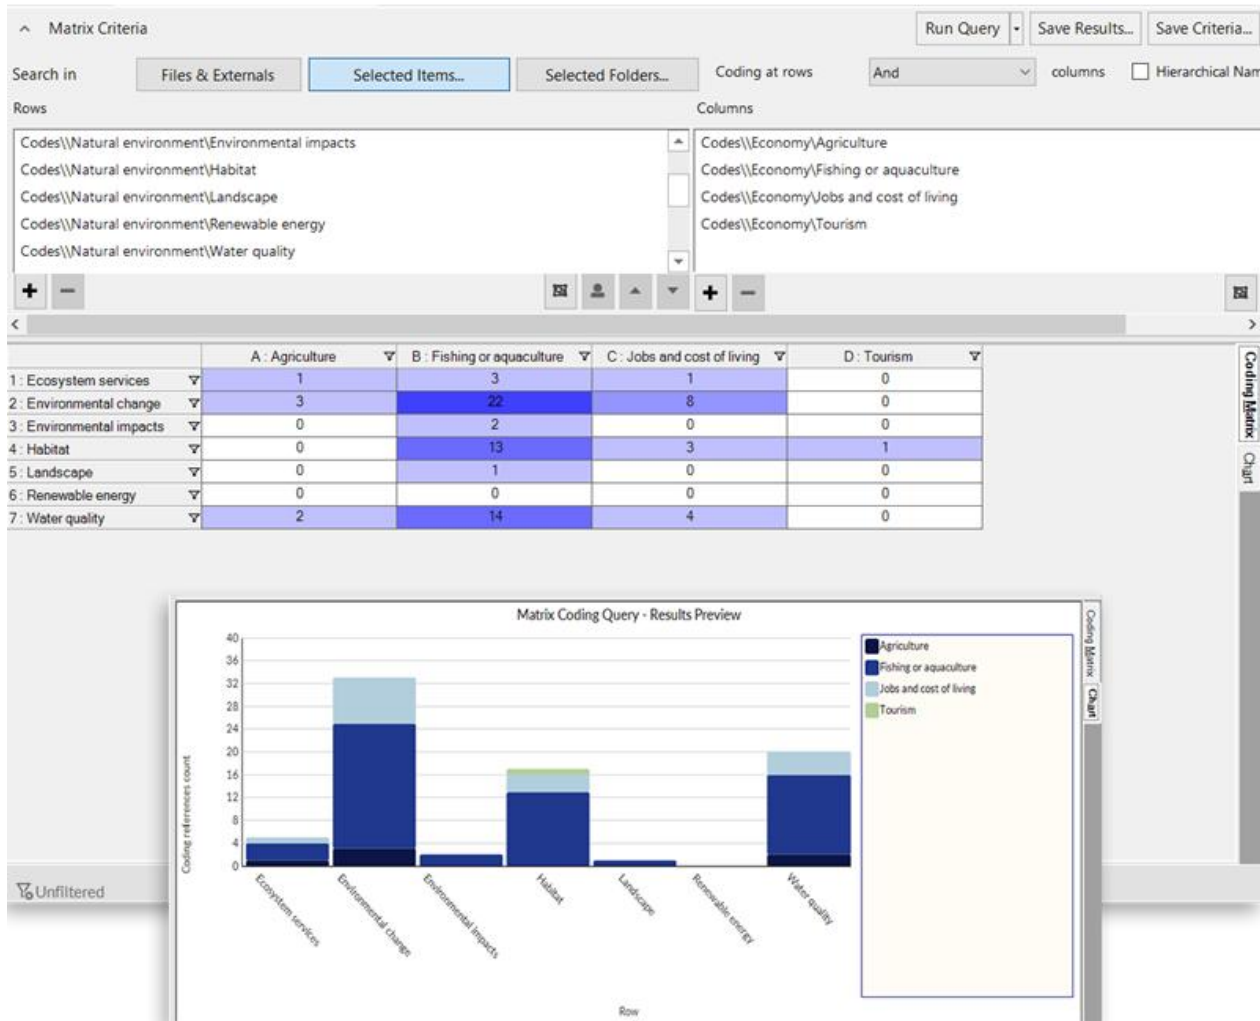 Matrix Criteria
Run Query
Save Results...
Save Criteria...
Search in
Files & Externals
Selected Items...
Selected Folders...
Coding at rows
And
columns
Hierarchical Nam
Rows
Columns
Codes\\Natural environment\Environmental impacts
Codes\\Natural environment\Habitat
Codes\\Natural environment\Landscape
Codes\\Natural environment\Renewable energy
Codes\\Natural environment\Water quality
Codes\\Economy\Agriculture
Codes\\Economy\Fishing or aquaculture
Codes\\Economy\Jobs and cost of living
Codes\\Economy\Tourism
A : Agriculture B : Fishing or aquaculture C : Jobs and cost of living D : Tourism
1 : Ecosystem services 1 3 1 0
2 : Environmental change 3 22 8 0
3 : Environmental impacts 0 2 0 0
4 : Habitat 0 13 3 1
5 : Landscape 0 1 0 0
6 : Renewable energy 0 0 0 0
7 : Water quality 2 14 4 0
Coding Matrix
Chart
Matrix Coding Query - Results Preview
Coding references count
40
36
32
28
24
20
16
12
8
4
0
Ecosystem services
Environmental change
Environmental impacts
Habitat
Landscape
Renewable energy
Water quality
Row
Agriculture
Fishing or aquaculture
Jobs and cost of living
Tourism
Coding Matrix
Chart
Unfiltered